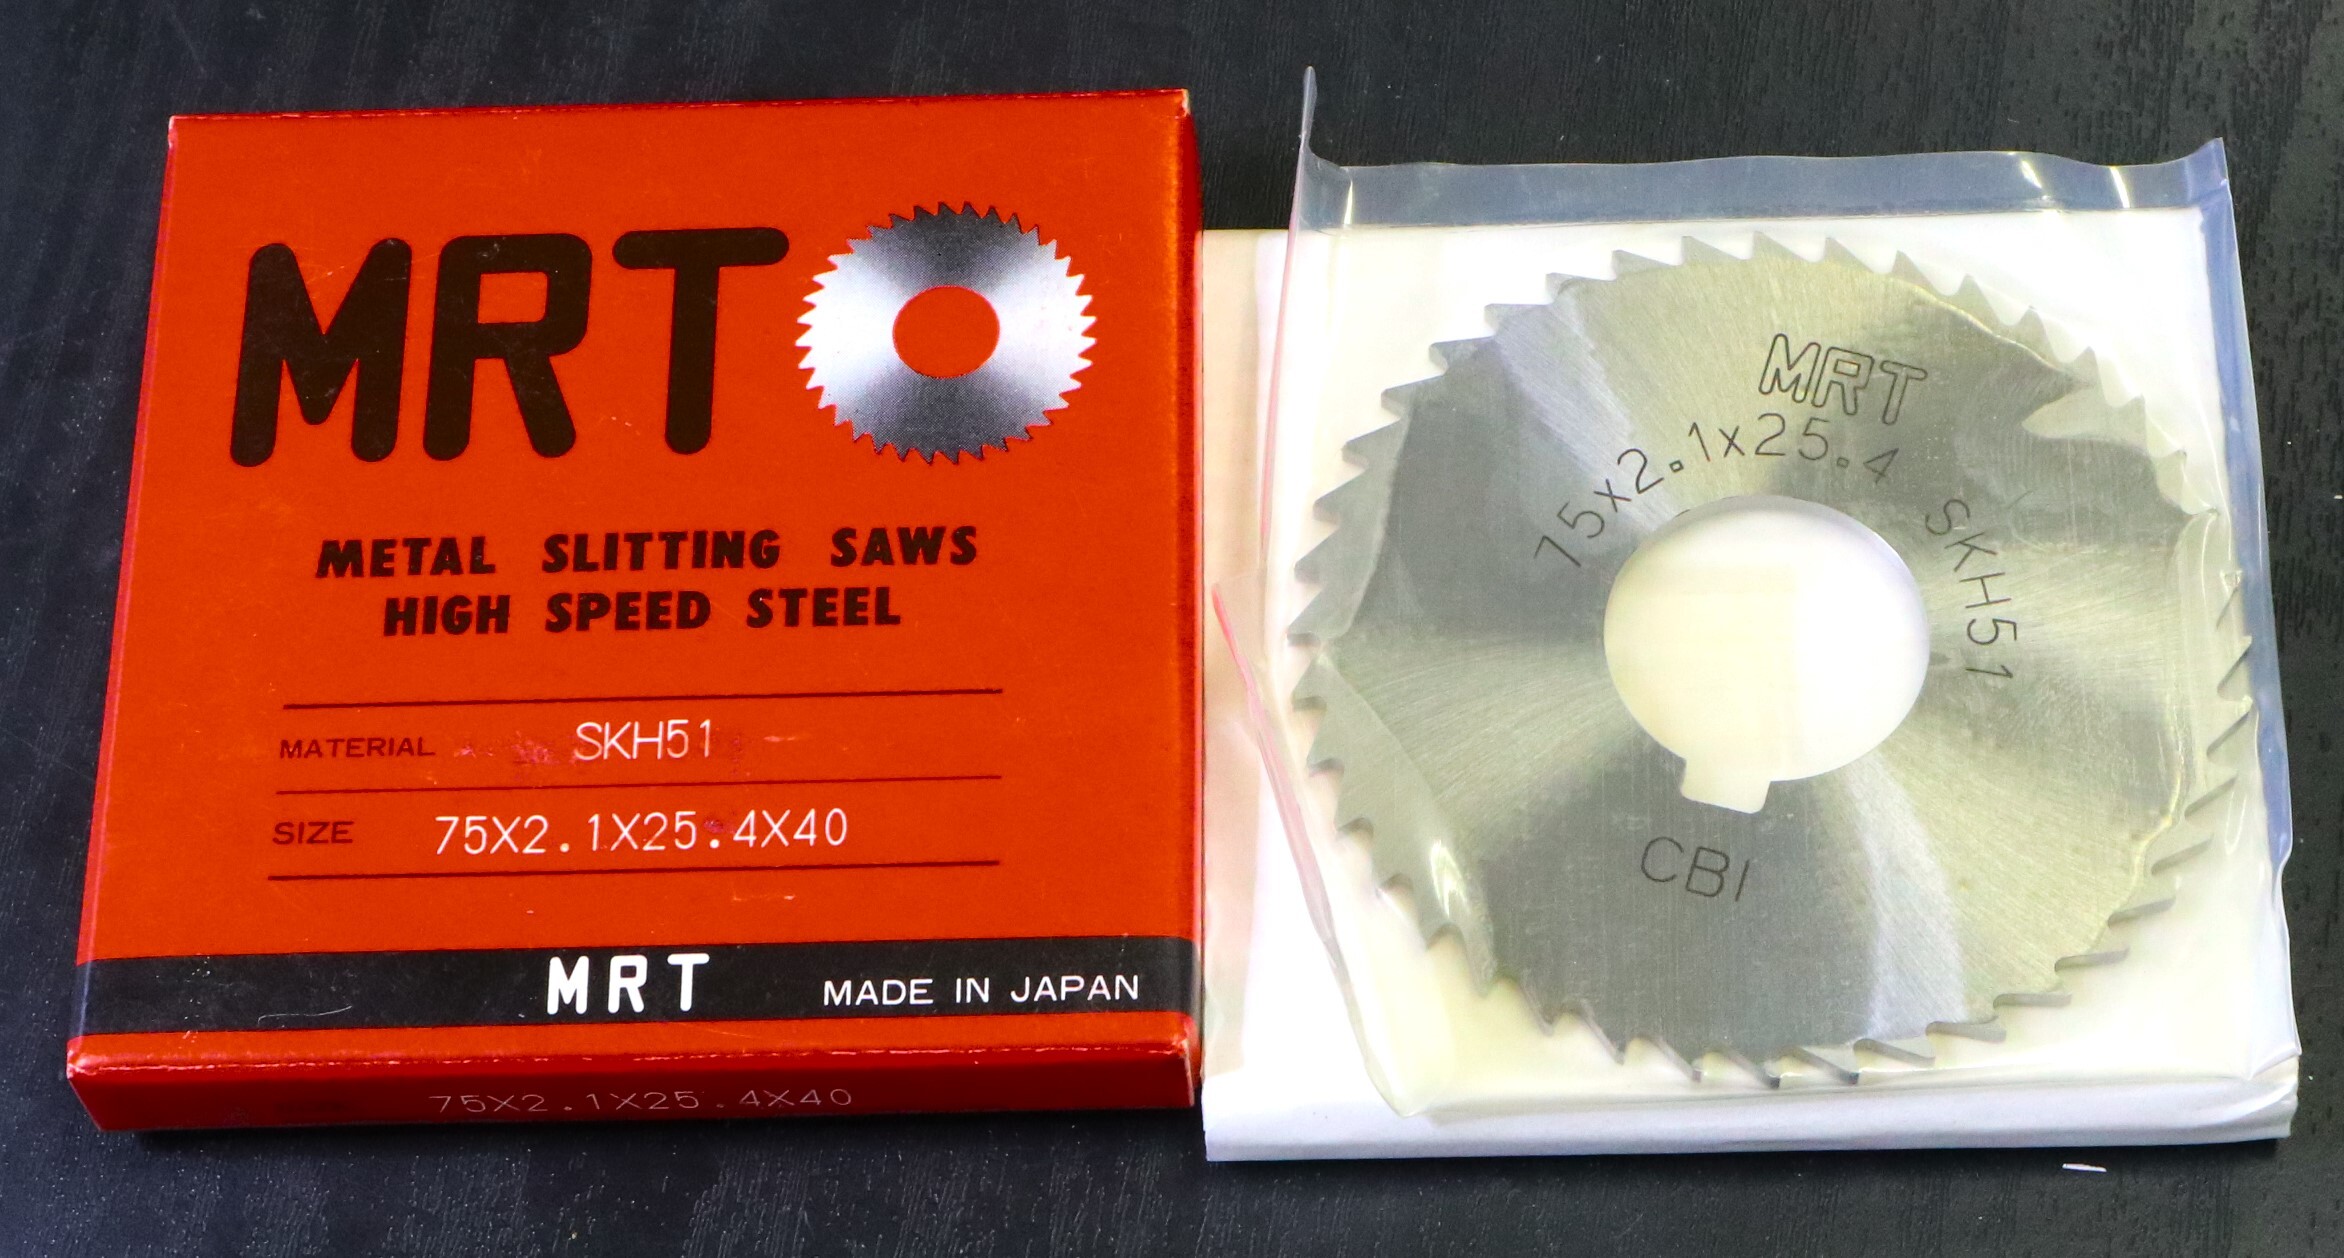 MRT
METAL SLITTING SAWS
HIGH SPEED STEEL
MATERIAL SKH51
SIZE 75X2.1X25.4X40
MRT MADE IN JAPAN
75X2.1X25.4X40
MRT
75x2.1x25.4 SKH51
CBI